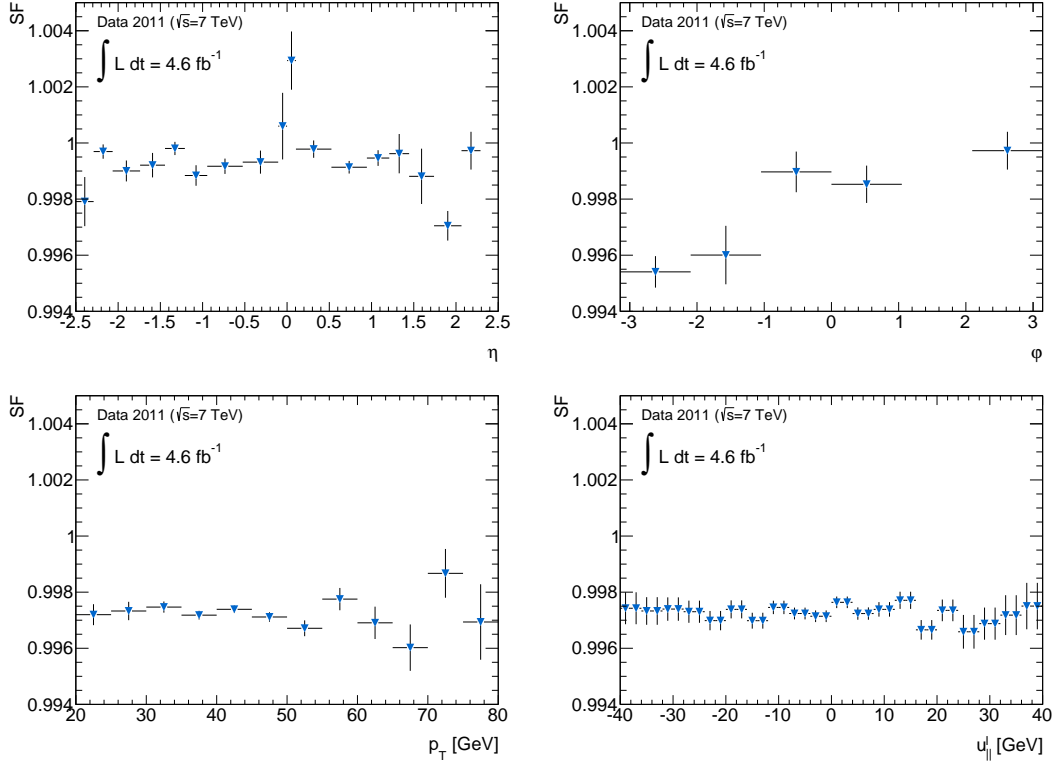 SF
Data 2011 (√s=7 TeV)
∫ L dt = 4.6 fb⁻¹
1.004
1.002
1
0.998
0.996
0.994
-2.5 -2 -1.5 -1 -0.5 0 0.5 1 1.5 2 2.5
η
SF
Data 2011 (√s=7 TeV)
∫ L dt = 4.6 fb⁻¹
1.004
1.002
1
0.998
0.996
0.994
-3 -2 -1 0 1 2 3
φ
SF
Data 2011 (√s=7 TeV)
∫ L dt = 4.6 fb⁻¹
1.004
1.002
1
0.998
0.996
0.994
20 30 40 50 60 70 80
p_T [GeV]
SF
Data 2011 (√s=7 TeV)
∫ L dt = 4.6 fb⁻¹
1.004
1.002
1
0.998
0.996
0.994
-40 -30 -20 -10 0 10 20 30 40
u_||^l [GeV]